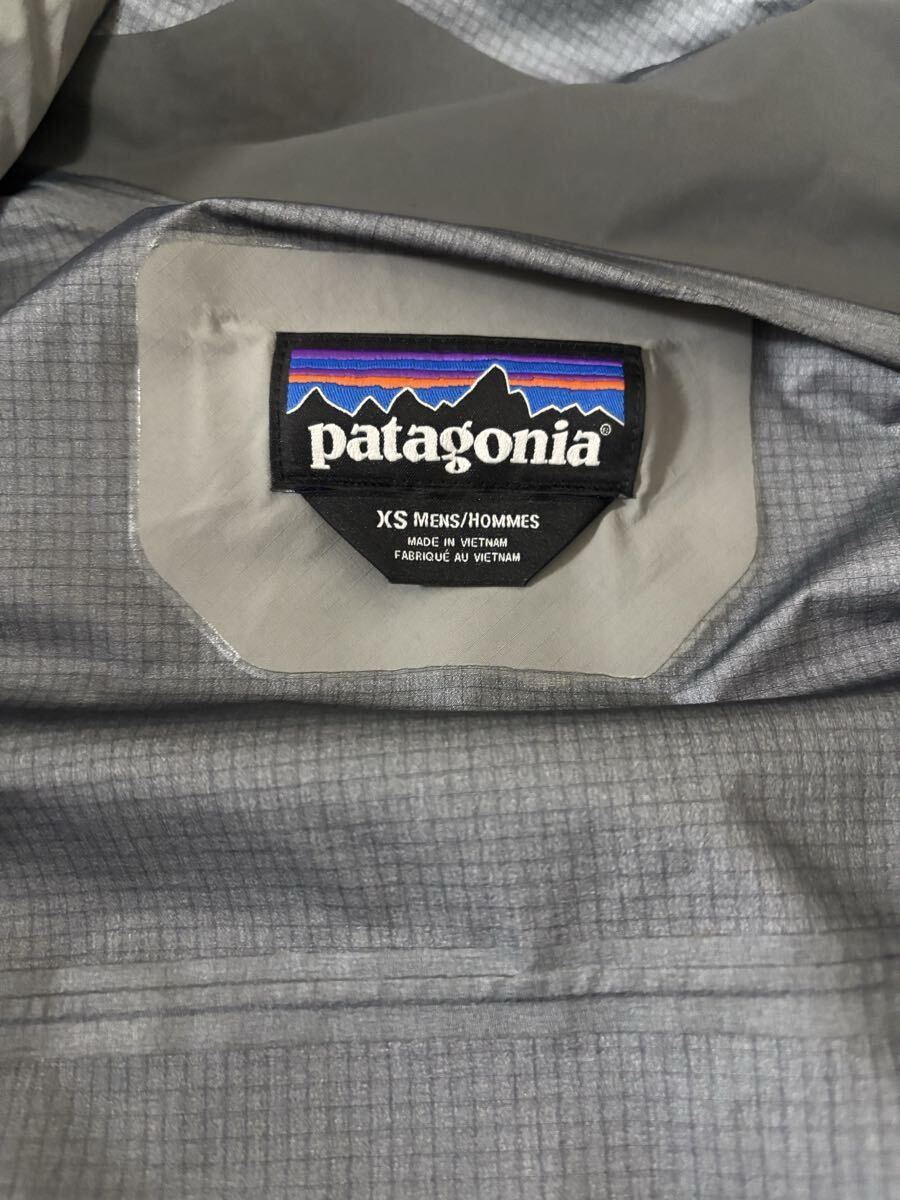 patagonia®
XS MENS/HOMMES
MADE IN VIETNAM
FABRIQUÉ AU VIETNAM